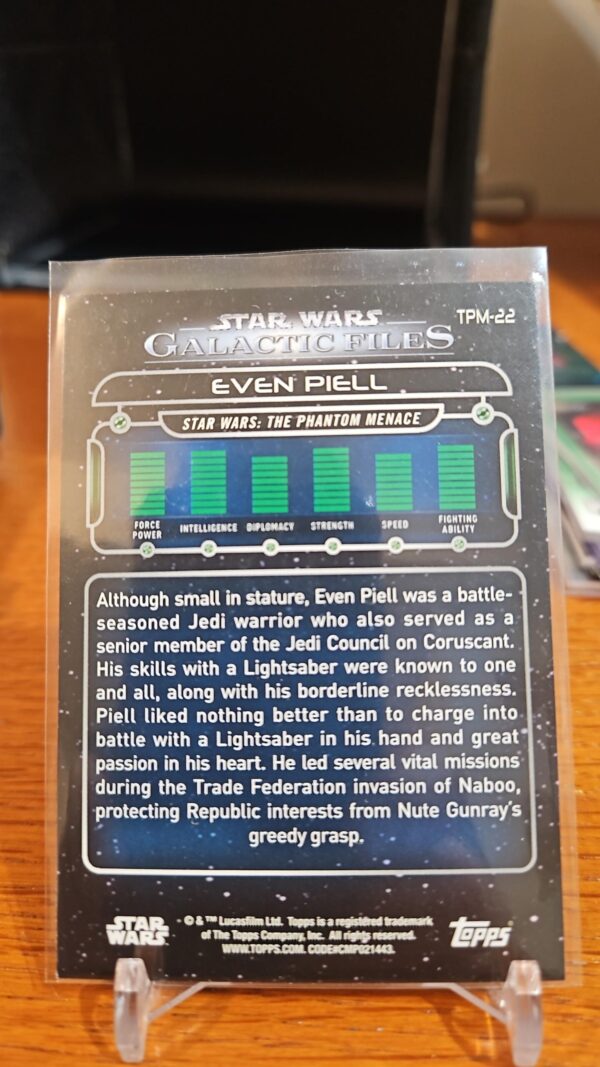 STAR WARS
TPM-22
GALACTIC FILES
EVEN PIELL
STAR WARS: THE PHANTOM MENACE
FORCE POWER
INTELLIGENCE
DIPLOMACY
STRENGTH
SPEED
FIGHTING ABILITY
Although small in stature, Even Piell was a battle-
seasoned Jedi warrior who also served as a
senior member of the Jedi Council on Coruscant.
His skills with a Lightsaber were known to one
and all, along with his borderline recklessness.
Piell liked nothing better than to charge into
battle with a Lightsaber in his hand and great
passion in his heart. He led several vital missions
during the Trade Federation invasion of Naboo,
protecting Republic interests from Nute Gunray's
greedy grasp.
STAR WARS
© & ™ Lucasfilm Ltd. Topps is a registered trademark
of The Topps Company, Inc. All rights reserved.
WWW.TOPPS.COM. CODE#CMP021443.
topps